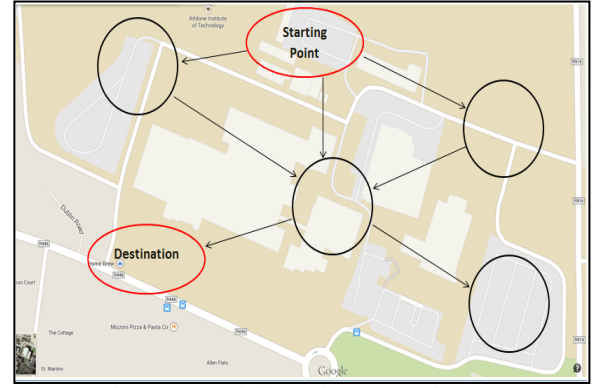 Athlone Institute
of Technology
Starting
Point
R916
R916
Dublin Road
R446
Destination
Home Brew
R446
R446
Mizzoni Pizza & Pasta Co
R446
The Cottage
St. Martins
Allen Flats
R916
Google